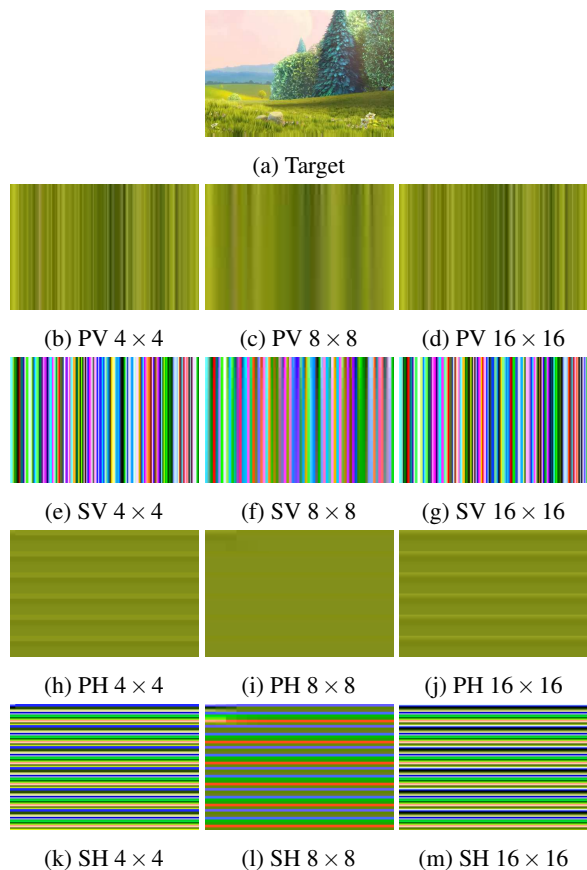 (a) Target
(b) PV 4 × 4 (c) PV 8 × 8 (d) PV 16 × 16
(e) SV 4 × 4 (f) SV 8 × 8 (g) SV 16 × 16
(h) PH 4 × 4 (i) PH 8 × 8 (j) PH 16 × 16
(k) SH 4 × 4 (l) SH 8 × 8 (m) SH 16 × 16